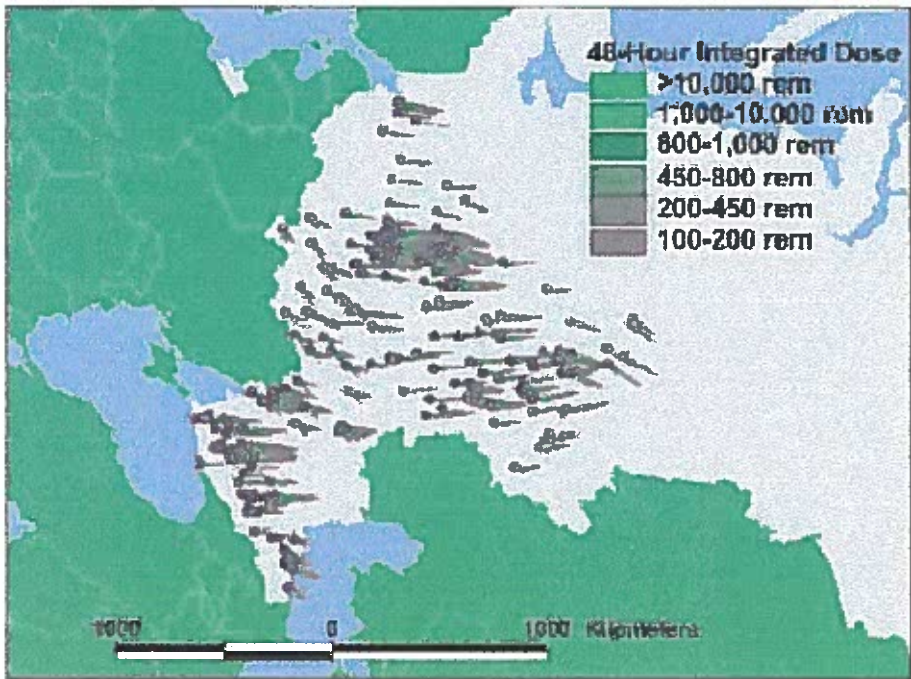 48-Hour Integrated Dose
>10,000 rem
1,000-10,000 rem
800-1,000 rem
450-800 rem
200-450 rem
100-200 rem
1000 0 1000 Kilometers